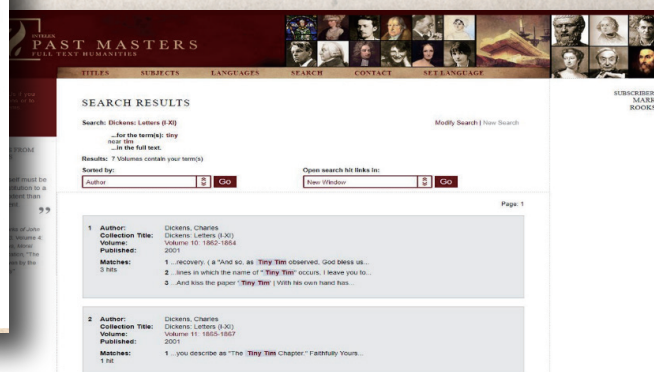 INTELEX
PAST MASTERS
FULL TEXT HUMANITIES
TITLES SUBJECTS LANGUAGES SEARCH CONTACT SET LANGUAGE
SUBSCRIBER
MARK
ROOKS
SEARCH RESULTS
Search: Dickens: Letters (I-XI)
Modify Search | New Search
...for the term(s): tiny
near tim
...in the full text.
Results: 7 Volumes contain your term(s)
Sorted by:
Open search hit links in:
Author
Go
New Window
Go
Page: 1
1 Author: Dickens, Charles
Collection Title: Dickens: Letters (I-XI)
Volume: Volume 10: 1862-1864
Published: 2001
Matches: 1 ...recovery. ( a "And so, as Tiny Tim observed, God bless us...
3 hits
2 ...lines in which the name of "Tiny Tim" occurs, I leave you to...
3 ...And kiss the paper 'Tiny Tim' | With his own hand has...
2 Author: Dickens, Charles
Collection Title: Dickens: Letters (I-XI)
Volume: Volume 11: 1865-1867
Published: 2001
Matches: 1 ...you describe as "The Tiny Tim Chapter." Faithfully Yours...
1 hit